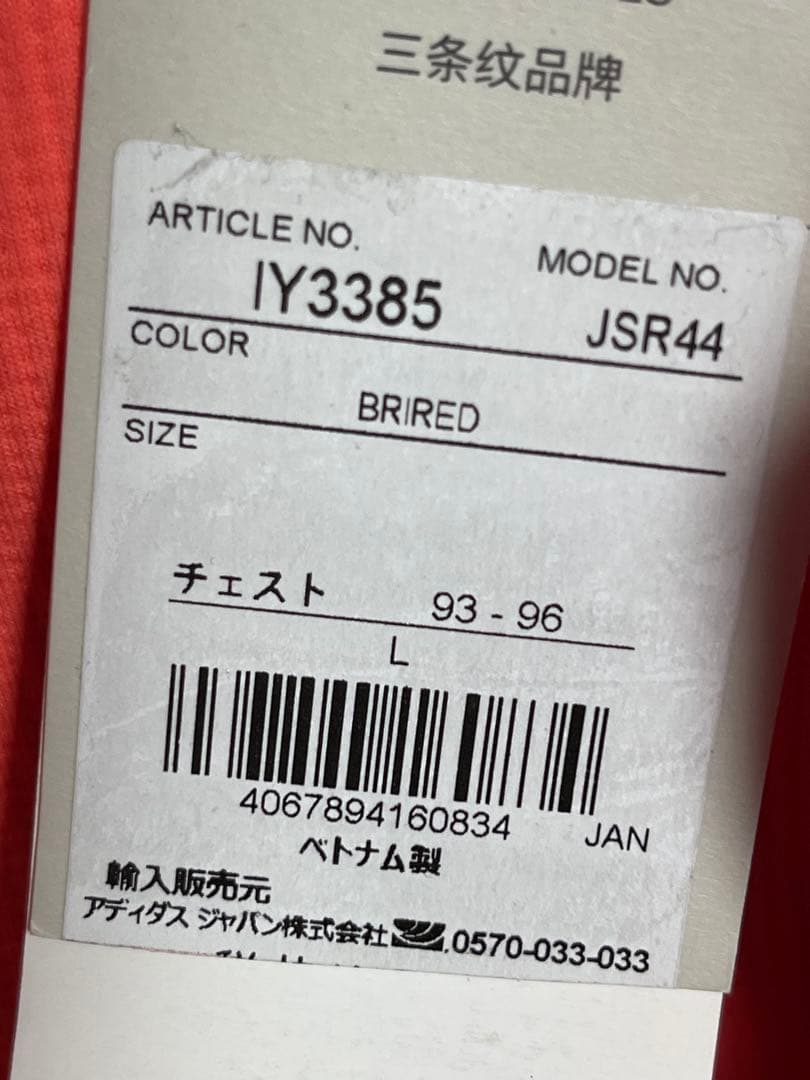 三条纹品牌
ARTICLE NO.
MODEL NO.
IY3385
JSR44
COLOR
BRIRED
SIZE
チェスト 93 - 96
L
4067894160834 JAN
ベトナム製
輸入販売元
アディダス ジャパン株式会社 0570-033-033